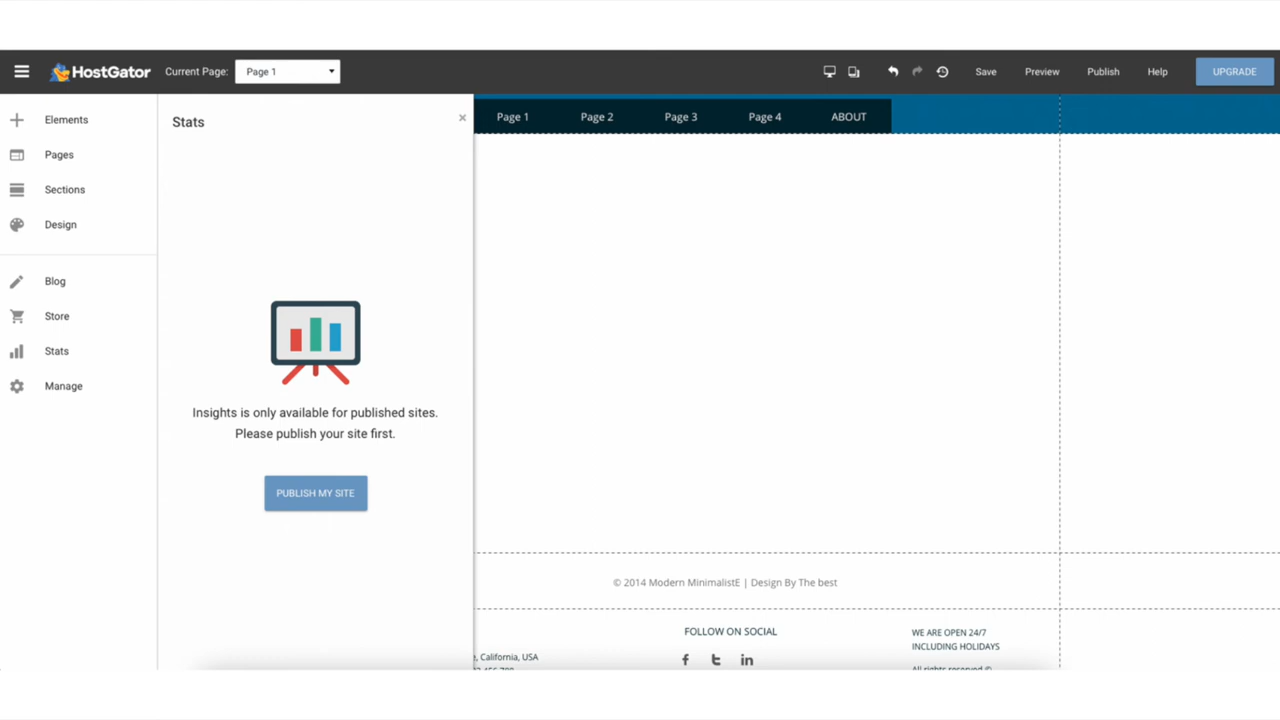 HostGator
Current Page:
Page 1
Save
Preview
Publish
Help
UPGRADE
Elements
Pages
Sections
Design
Blog
Store
Stats
Manage
Stats
×
Insights is only available for published sites.
Please publish your site first.
PUBLISH MY SITE
Page 1
Page 2
Page 3
Page 4
ABOUT
© 2014 Modern MinimalistE | Design By The best
, California, USA
FOLLOW ON SOCIAL
WE ARE OPEN 24/7
INCLUDING HOLIDAYS
All rights reserved ©